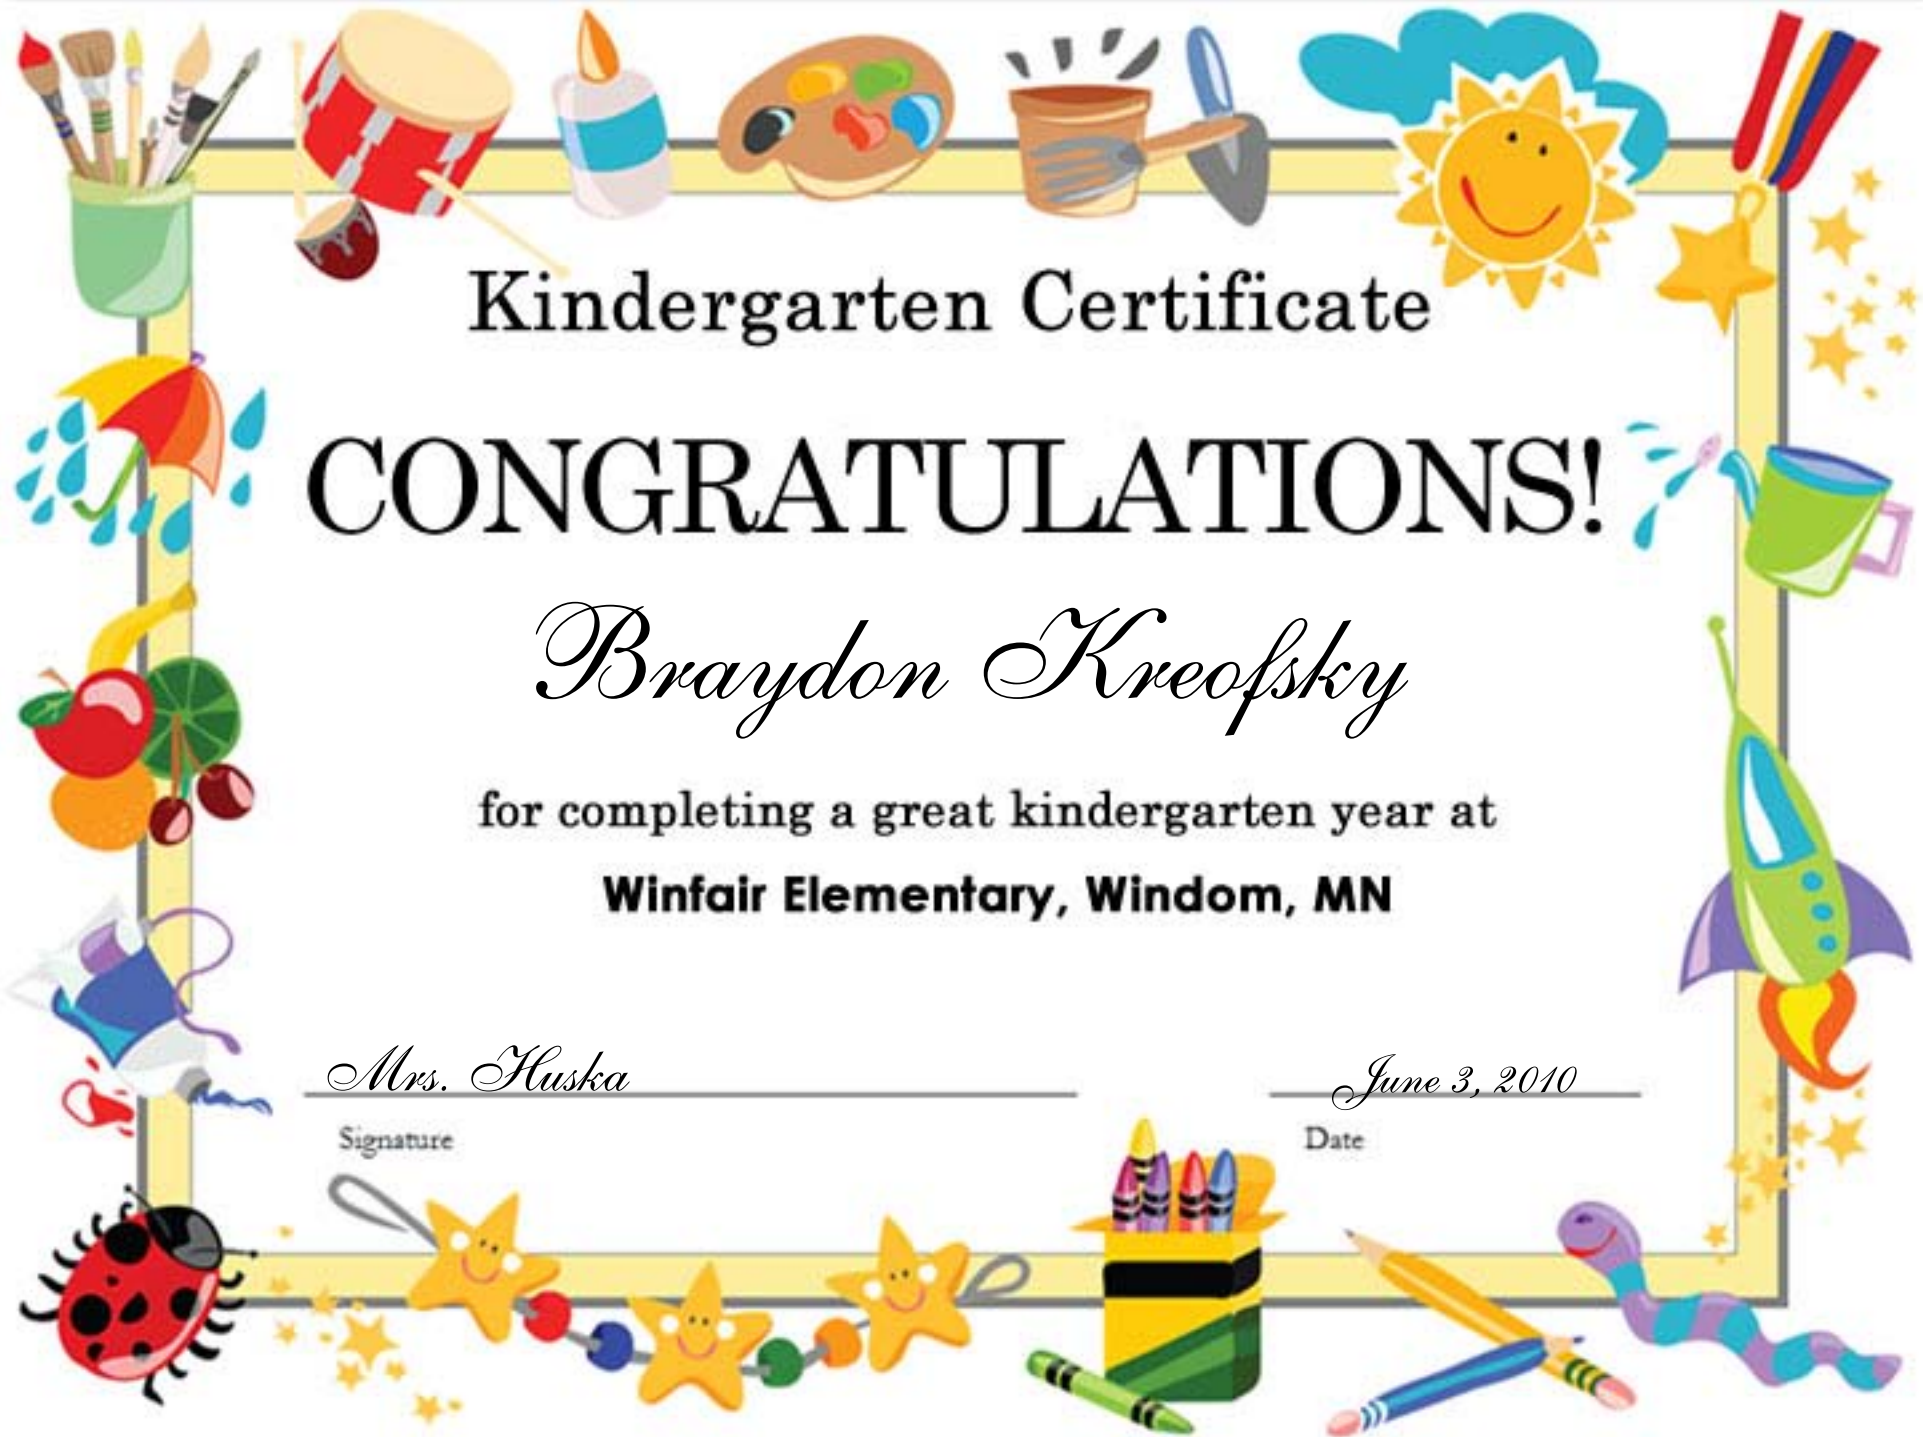 Kindergarten Certificate
CONGRATULATIONS!
Braydon Kreofsky
for completing a great kindergarten year at
Winfair Elementary, Windom, MN
Mrs. Huska
June 3, 2010
Signature
Date